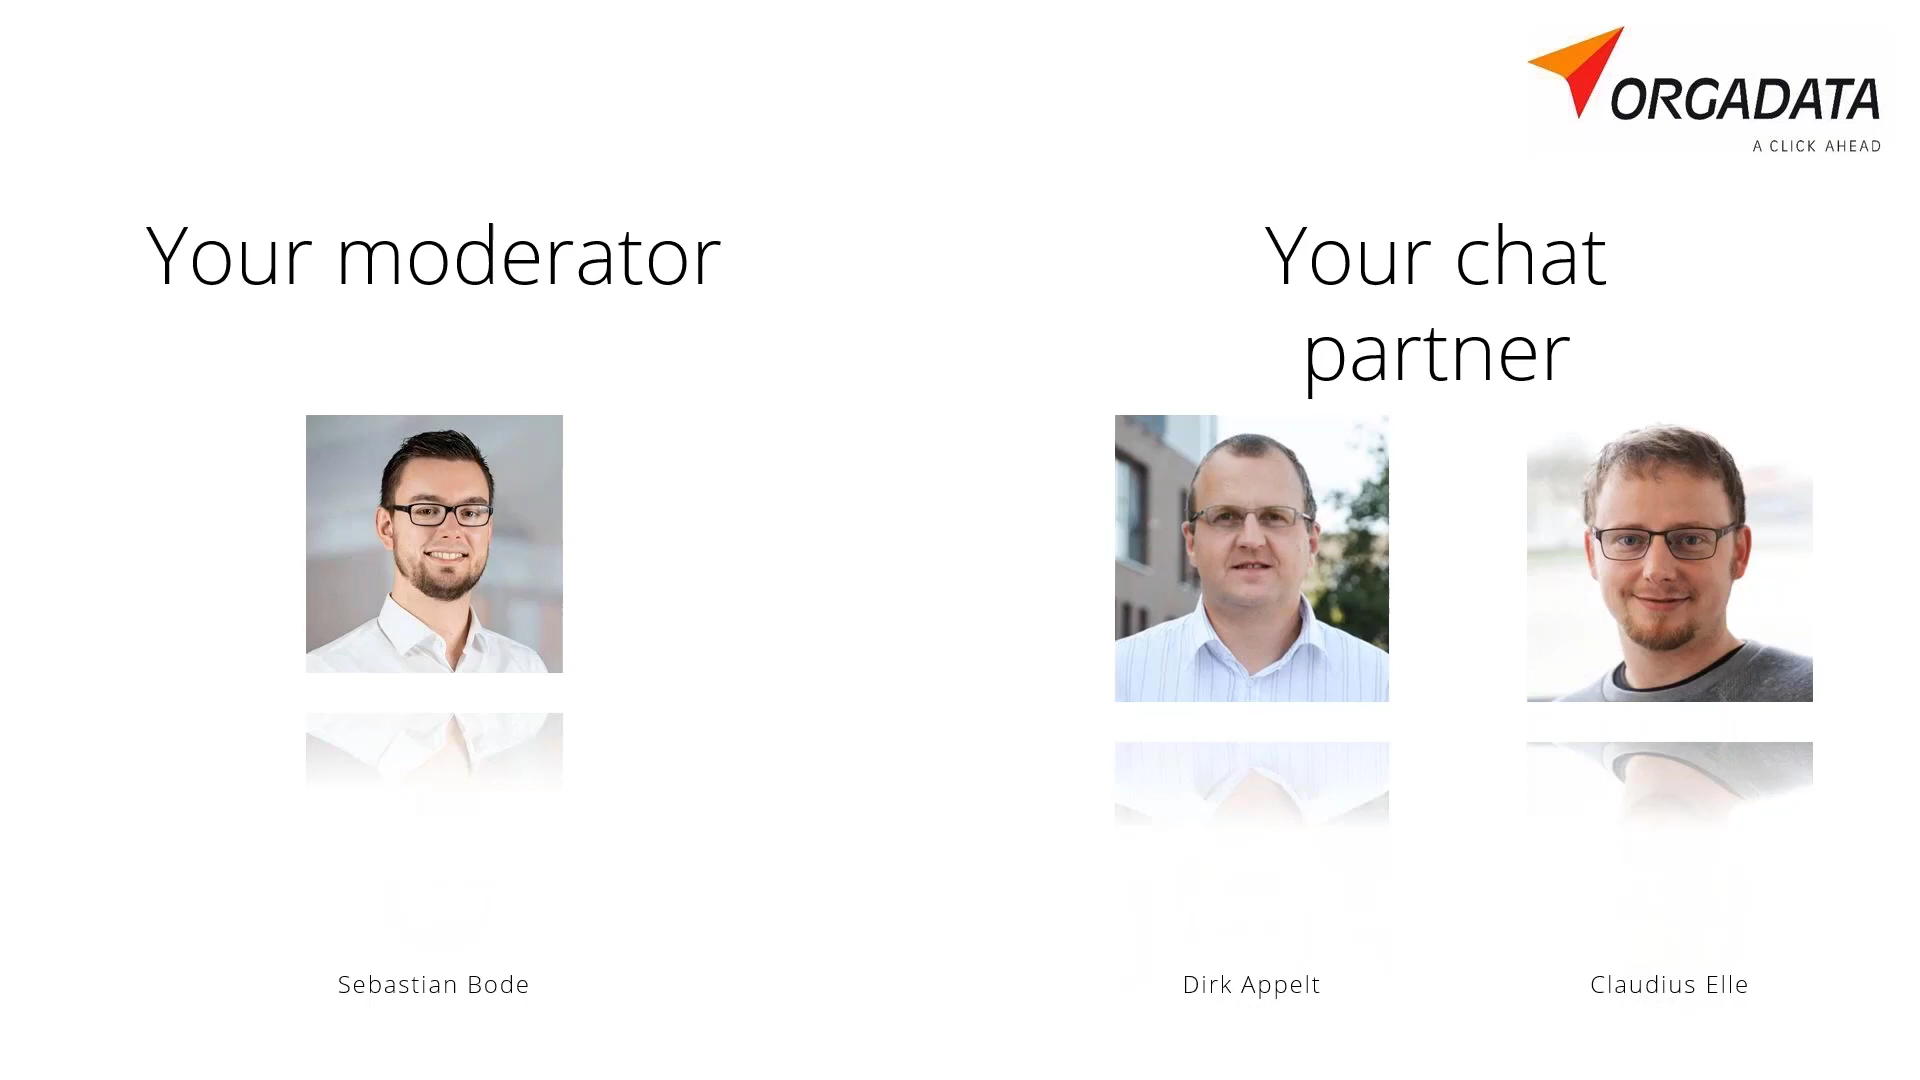 ORGADATA
A CLICK AHEAD
Your moderator
Your chat
partner
Sebastian Bode
Dirk Appelt
Claudius Elle